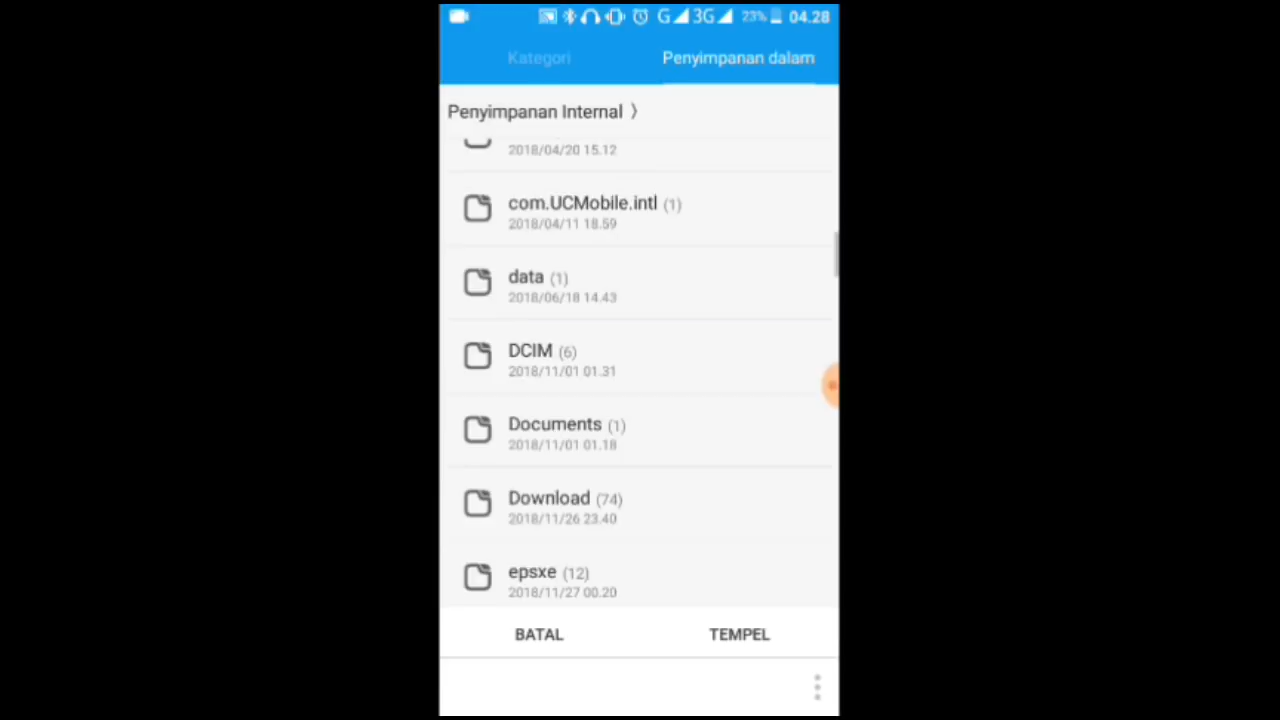 G 3G 23% 04.28
Kategori Penyimpanan dalam
Penyimpanan Internal 〉
2018/04/20 15.12
com.UCMobile.intl (1)
2018/04/11 18.59
data (1)
2018/06/18 14.43
DCIM (6)
2018/11/01 01.31
Documents (1)
2018/11/01 01.18
Download (74)
2018/11/26 23.40
epsxe (12)
2018/11/27 00.20
BATAL TEMPEL